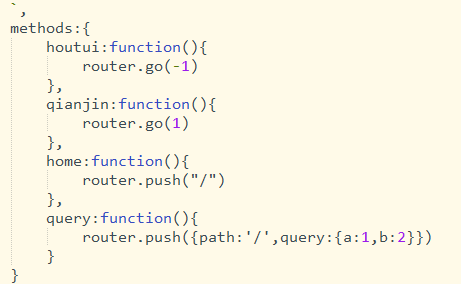 `,
methods:{
    houtui:function(){
        router.go(-1)
    },
    qianjin:function(){
        router.go(1)
    },
    home:function(){
        router.push("/")
    },
    query:function(){
        router.push({path:'/',query:{a:1,b:2}})
    }
}